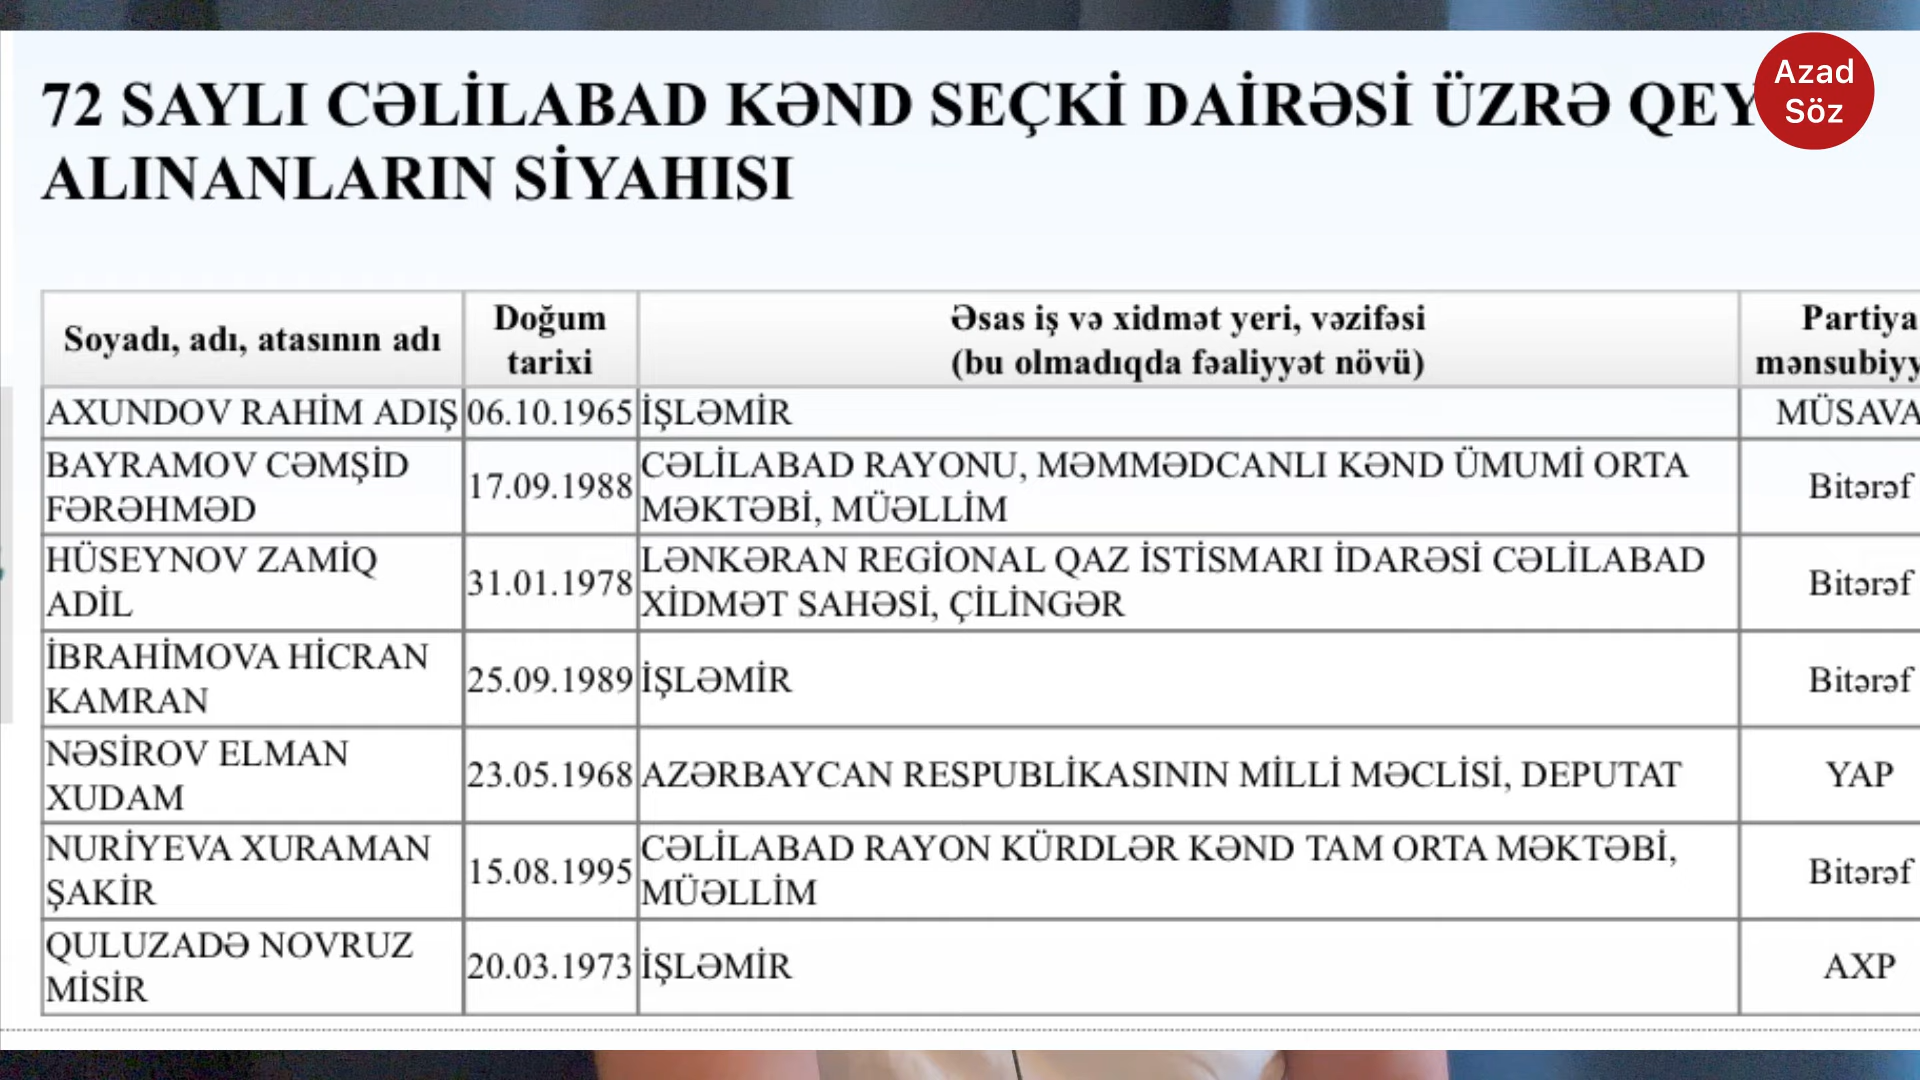 72 SAYLI CƏLİLABAD KƏND SEÇKİ DAİRƏSİ ÜZRƏ
ALINANLARIN SİYAHISI
Azad
Söz
Soyadı, adı, atasının adı
Doğum
tarixi
Əsas iş və xidmət yeri, vəzifəsi
(bu olmadıqda fəaliyyət növü)
Partiya
AXUNDOV RAHİM ADIŞ 06.10.1965 İŞLƏMİR
BAYRAMOV CƏMŞİD
FƏRƏHMƏD
17.09.1988
CƏLİLABAD RAYONU, MƏMMƏDCANLI KƏND ÜMUMİ ORTA
MƏKTƏBİ, MÜƏLLİM
Bitərəf
HÜSEYNOV ZAMİQ
ADİL
31.01.1978
LƏNKƏRAN REGİONAL QAZ İSTİSMARI İDARƏSİ CƏLİLABAD
XİDMƏT SAHƏSİ, ÇİLİNGƏR
Bitərəf
İBRAHİMOVA HİCRAN
KAMRAN
25.09.1989
İŞLƏMİR
Bitərəf
NƏSİROV ELMAN
XUDAM
23.05.1968
AZƏRBAYCAN RESPUBLİKASININ MİLLİ MƏCLİSİ, DEPUTAT
YAP
NURİYEVA XURAMAN
ŞAKİR
15.08.1995
CƏLİLABAD RAYON KÜRDLƏR KƏND TAM ORTA MƏKTƏBİ,
MÜƏLLİM
Bitərəf
QULUZADƏ NOVRUZ
MİSİR
20.03.1973
İŞLƏMİR
AXP